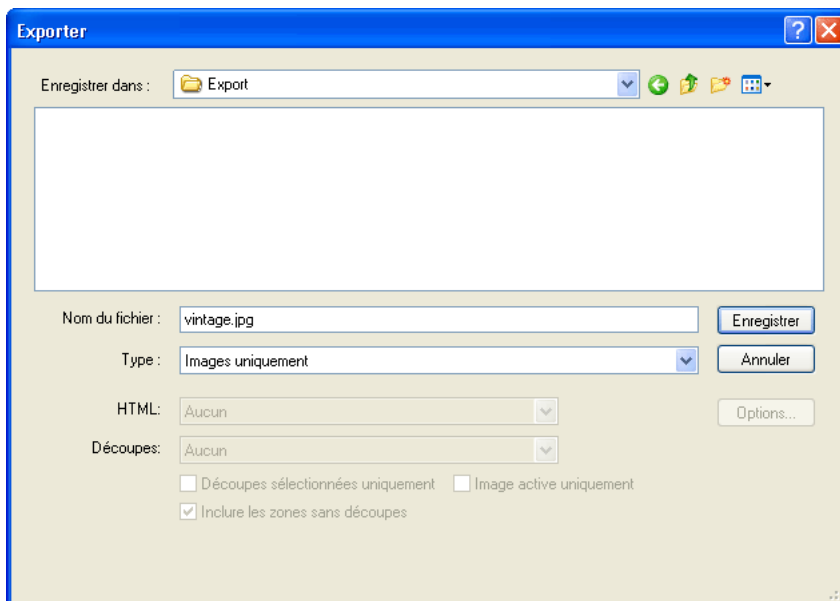 Exporter
Enregistrer dans :
Export
Nom du fichier :
vintage.jpg
Enregistrer
Type :
Images uniquement
Annuler
HTML:
Aucun
Options...
Découpes:
Aucun
Découpes sélectionnées uniquement
Image active uniquement
Inclure les zones sans découpes